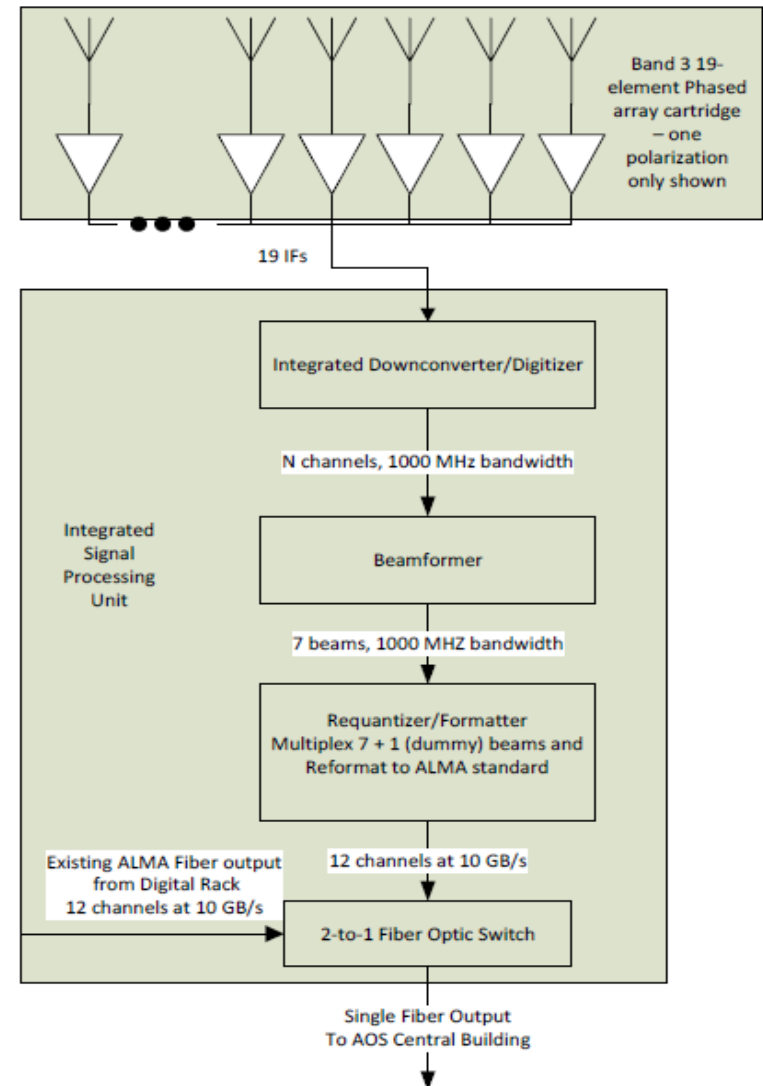 Band 3 19-
element Phased
array cartridge
– one
polarization
only shown
19 IFs
Integrated Downconverter/Digitizer
N channels, 1000 MHz bandwidth
Integrated
Signal
Processing
Unit
Beamformer
7 beams, 1000 MHZ bandwidth
Requantizer/Formatter
Multiplex 7 + 1 (dummy) beams and
Reformat to ALMA standard
Existing ALMA Fiber output
from Digital Rack
12 channels at 10 GB/s
12 channels at 10 GB/s
2-to-1 Fiber Optic Switch
Single Fiber Output
To AOS Central Building